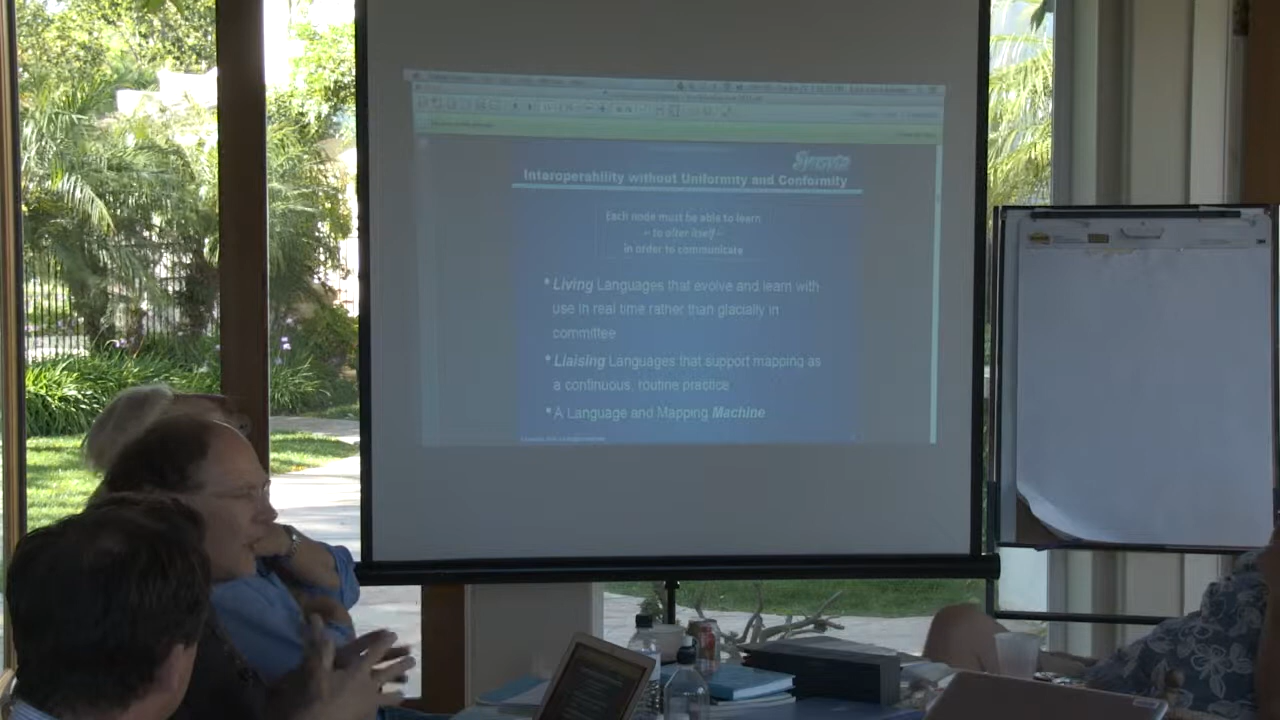 Interoperability without Uniformity and Conformity
Each node must be able to learn
– to alter itself –
in order to communicate
• Living Languages that evolve and learn with
use in real time rather than glacially in
committee
• Liaising Languages that support mapping as
a continuous, routine practice
• A Language and Mapping Machine